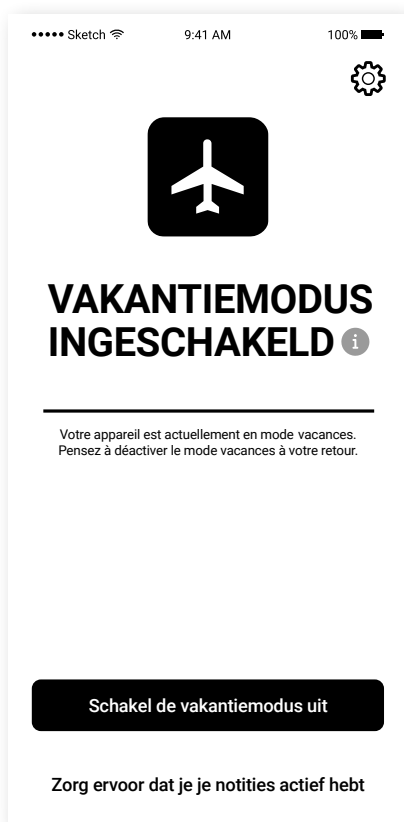 ••••• Sketch 9:41 AM 100%
VAKANTIEMODUS
INGESCHAKELD i
Votre appareil est actuellement en mode vacances.
Pensez à déactiver le mode vacances à votre retour.
Schakel de vakantiemodus uit
Zorg ervoor dat je je notities actief hebt